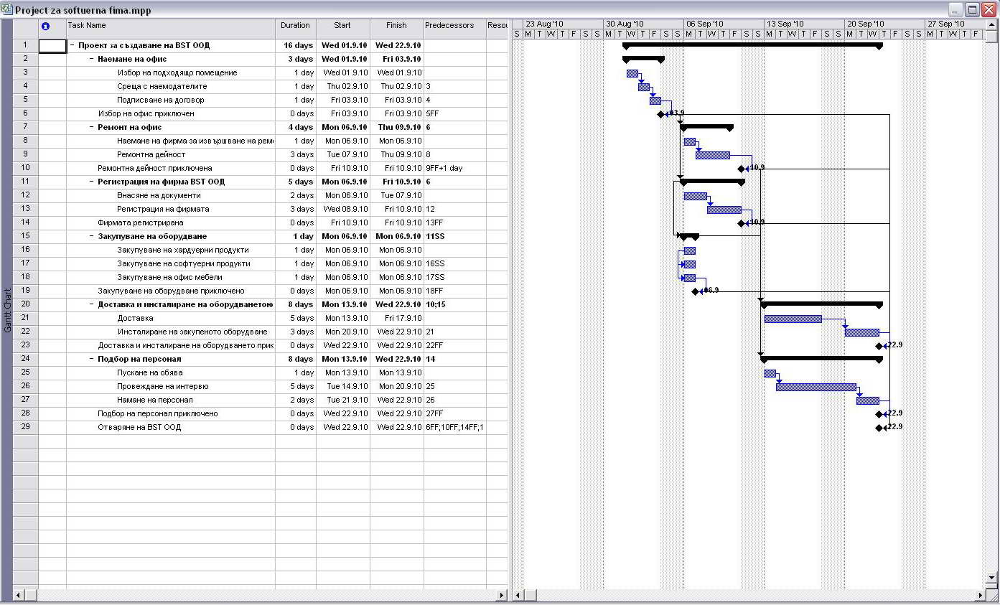 Project za softuerna fima.mpp
Task Name Duration Start Finish Predecessors Resou
1 Проект за създаване на BST ООД 16 days Wed 01.9.10 Wed 22.9.10
2 Наемане на офис 3 days Wed 01.9.10 Fri 03.9.10
3 Избор на подходящо помещение 1 day Wed 01.9.10 Wed 01.9.10
4 Среща с наемодателите 1 day Thu 02.9.10 Thu 02.9.10 3
5 Подписване на договор 1 day Fri 03.9.10 Fri 03.9.10 4
6 Избор на офис приключен 0 days Fri 03.9.10 Fri 03.9.10 5FF
7 Ремонт на офис 4 days Mon 06.9.10 Thu 09.9.10 6
8 Наемане на фирма за извършване на рем 1 day Mon 06.9.10 Mon 06.9.10
9 Ремонтна дейност 3 days Tue 07.9.10 Thu 09.9.10 8
10 Ремонтна дейност приключена 0 days Fri 10.9.10 Fri 10.9.10 9FF+1 day
11 Регистрация на фирма BST ООД 5 days Mon 06.9.10 Fri 10.9.10 6
12 Внасяне на документи 2 days Mon 06.9.10 Tue 07.9.10
13 Регистрация на фирмата 3 days Wed 08.9.10 Fri 10.9.10 12
14 Фирмата регистрирана 0 days Fri 10.9.10 Fri 10.9.10 13FF
15 Закупуване на оборудване 1 day Mon 06.9.10 Mon 06.9.10 11SS
16 Закупуване на хардуерни продукти 1 day Mon 06.9.10 Mon 06.9.10
17 Закупуване на софтуерни продукти 1 day Mon 06.9.10 Mon 06.9.10 16SS
18 Закупуване на офис мебели 1 day Mon 06.9.10 Mon 06.9.10 17SS
19 Закупуване на оборудване приключено 0 days Mon 06.9.10 Mon 06.9.10 18FF
20 Доставка и инсталиране на оборудванетою 8 days Mon 13.9.10 Wed 22.9.10 10;15
21 Доставка 5 days Mon 13.9.10 Fri 17.9.10
22 Инсталиране на закупеното оборудване 3 days Mon 20.9.10 Wed 22.9.10 21
23 Доставка и инсталиране на оборудването прик 0 days Wed 22.9.10 Wed 22.9.10 22FF
24 Подбор на персонал 8 days Mon 13.9.10 Wed 22.9.10 14
25 Пускане на обява 1 day Mon 13.9.10 Mon 13.9.10
26 Провеждане на интервю 5 days Tue 14.9.10 Mon 20.9.10 25
27 Намане на персонал 2 days Tue 21.9.10 Wed 22.9.10 26
28 Подбор на персонал приключено 0 days Wed 22.9.10 Wed 22.9.10 27FF
29 Отваряне на BST ООД 0 days Wed 22.9.10 Wed 22.9.10 6FF;10FF;14FF;1
Gantt Chart
23 Aug '10 30 Aug '10 06 Sep '10 13 Sep '10 20 Sep '10 27 Sep '10
S M T W T F S S M T W T F S S M T W T F S S M T W T F S S M T W T F S S M T W T F
03.9
10.9
10.9
06.9
22.9
22.9
22.9